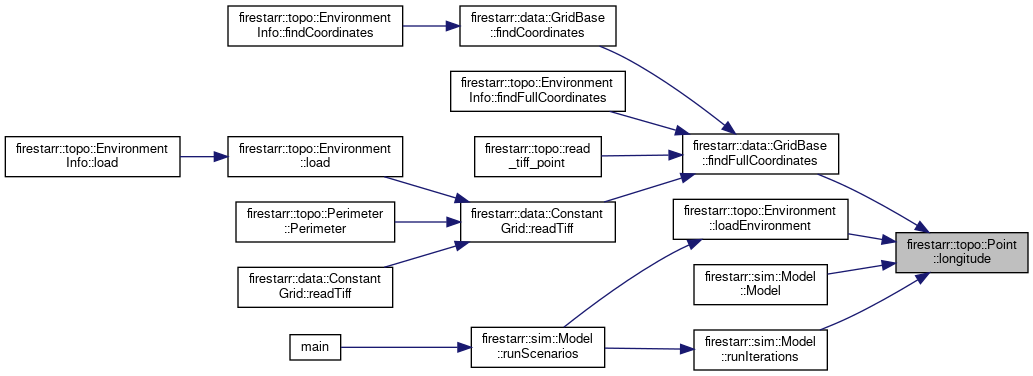 firestarr::topo::Environment
Info::findCoordinates
firestarr::data::GridBase
::findCoordinates
firestarr::topo::Environment
Info::findFullCoordinates
firestarr::topo::Environment
Info::load
firestarr::topo::Environment
::load
firestarr::topo::read
_tiff_point
firestarr::data::GridBase
::findFullCoordinates
firestarr::topo::Perimeter
::Perimeter
firestarr::data::Constant
Grid::readTiff
firestarr::topo::Environment
::loadEnvironment
firestarr::topo::Point
::longitude
firestarr::data::Constant
Grid::readTiff
firestarr::sim::Model
::Model
main
firestarr::sim::Model
::runScenarios
firestarr::sim::Model
::runIterations